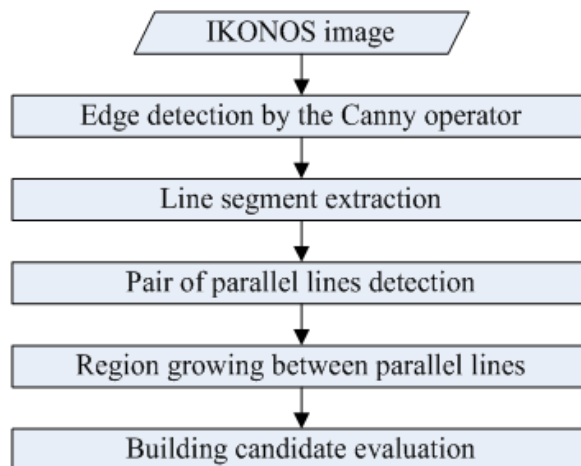 IKONOS image
Edge detection by the Canny operator
Line segment extraction
Pair of parallel lines detection
Region growing between parallel lines
Building candidate evaluation